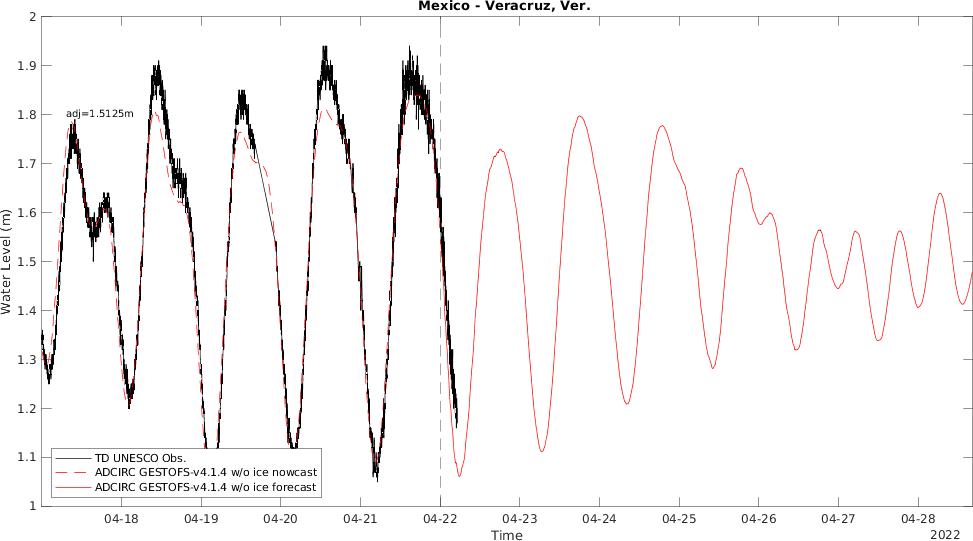 Mexico - Veracruz, Ver.
2
1.9
1.8
1.7
1.6
1.5
1.4
1.3
1.2
1.1
1
Water Level (m)
adj=1.5125m
TD UNESCO Obs.
ADCIRC GESTOFS-v4.1.4 w/o ice nowcast
ADCIRC GESTOFS-v4.1.4 w/o ice forecast
04-18 04-19 04-20 04-21 04-22 04-23 04-24 04-25 04-26 04-27 04-28
Time
2022